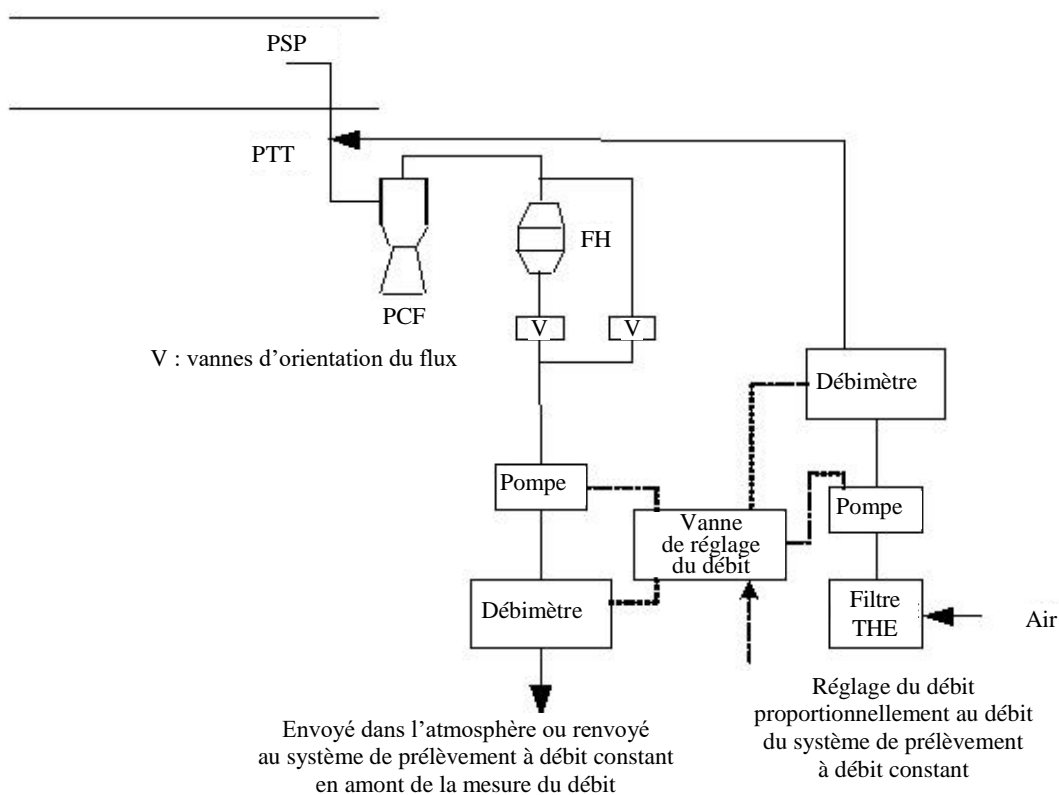 PSP
PTT
FH
PCF
V
V
V : vannes d'orientation du flux
Débimètre
Pompe
Pompe
Vanne
de réglage
du débit
Débimètre
Filtre
THE
Air
Envoyé dans l'atmosphère ou renvoyé
au système de prélèvement à débit constant
en amont de la mesure du débit
Réglage du débit
proportionnellement au débit
du système de prélèvement
à débit constant